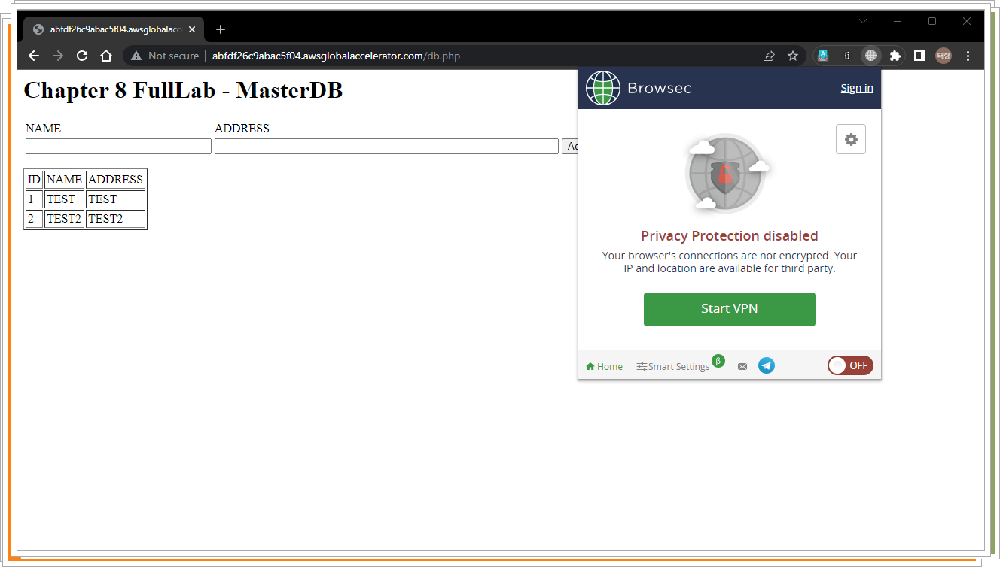 abfdf26c9abac5f04.awsglobalacc
Not secure
abfdf26c9abac5f04.awsglobalaccelerator.com/db.php
태형
Chapter 8 FullLab - MasterDB
NAME ADDRESS
Ad
ID NAME ADDRESS
1 TEST TEST
2 TEST2 TEST2
Browsec
Sign in
Privacy Protection disabled
Your browser's connections are not encrypted. Your
IP and location are available for third party.
Start VPN
Home
Smart Settings β
OFF